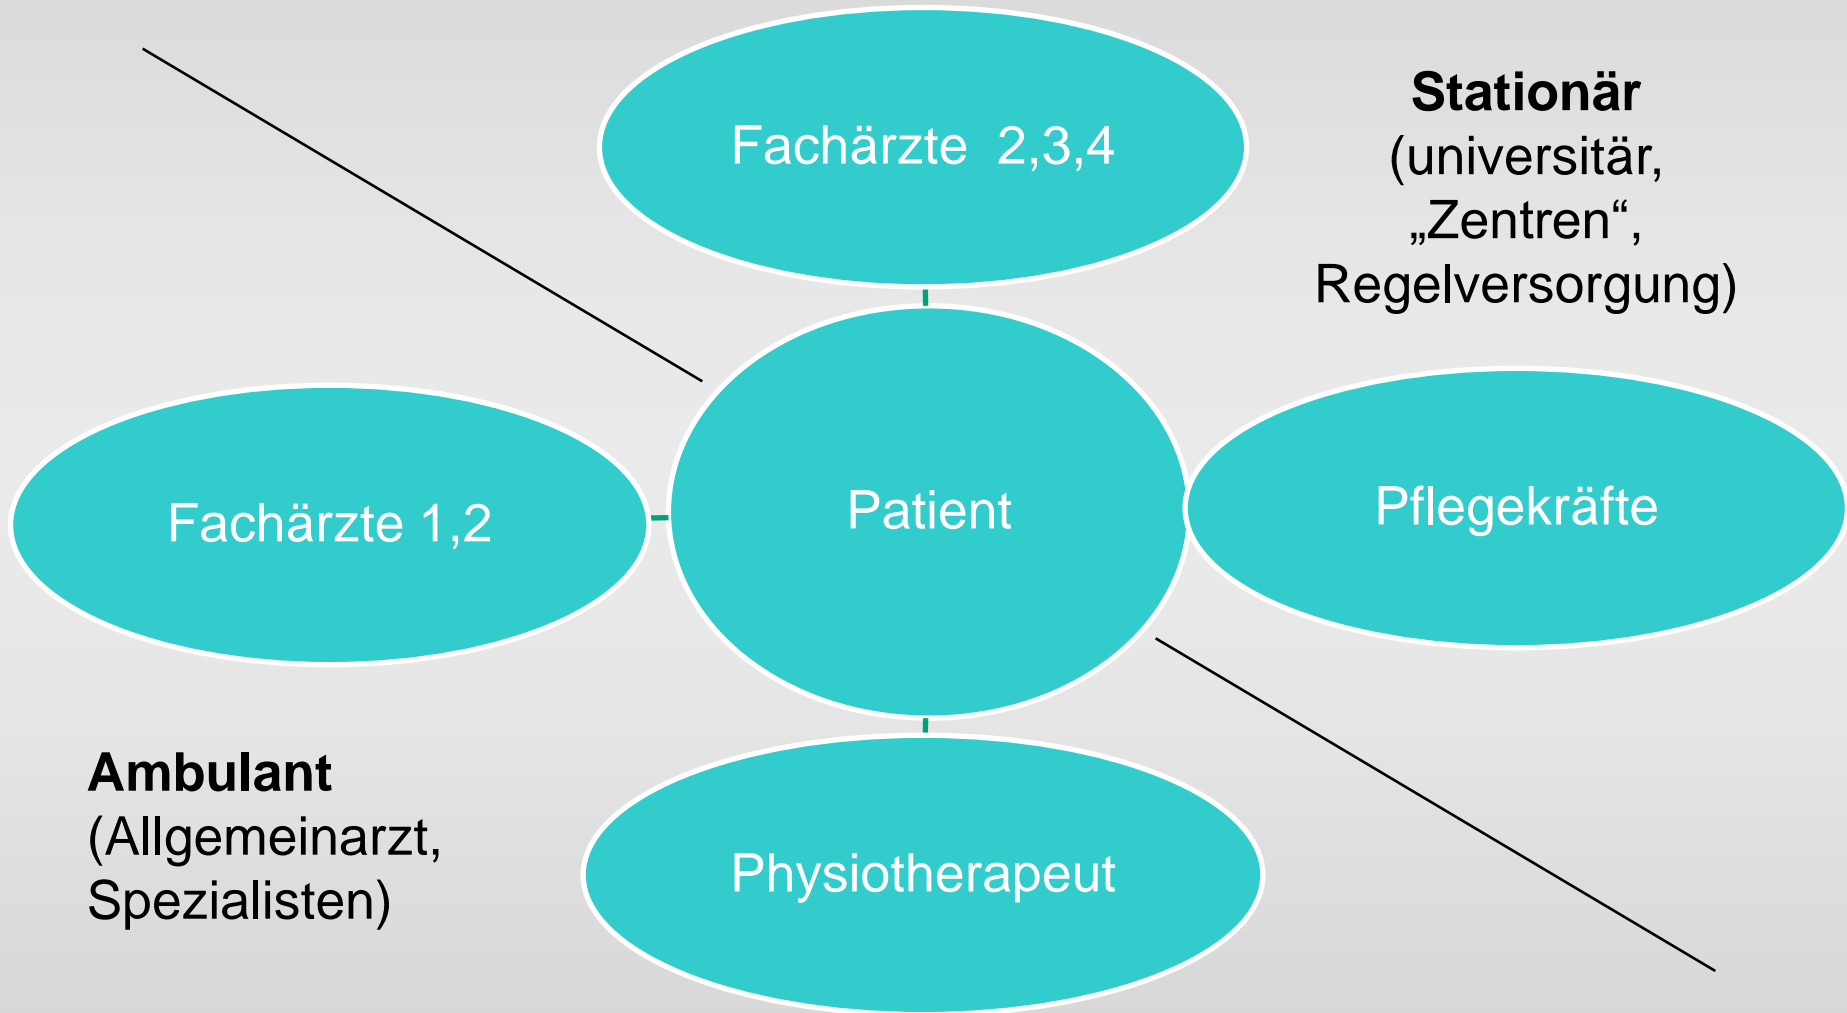 Fachärzte 2,3,4
Stationär
(universitär,
„Zentren“,
Regelversorgung)
Fachärzte 1,2
Patient
Pflegekräfte
Ambulant
(Allgemeinarzt,
Spezialisten)
Physiotherapeut